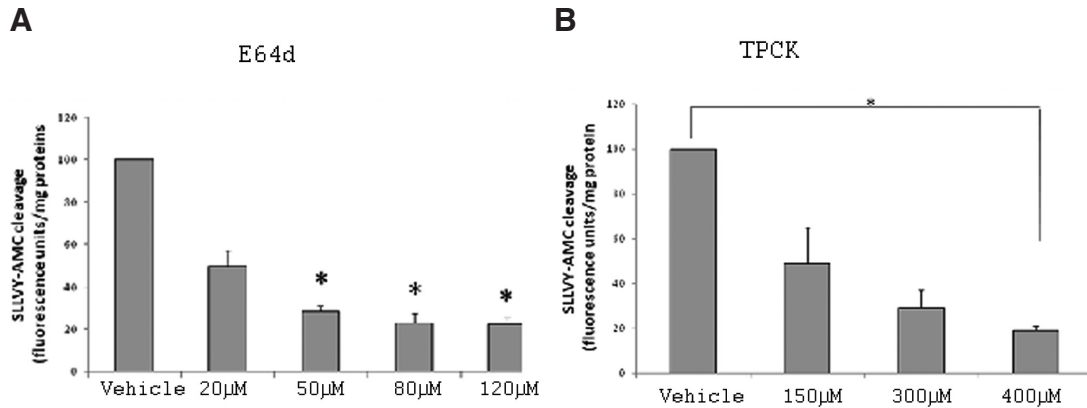 A
E64d
SLLVY-AMC cleavage
(fluorescence units/mg proteins)
120
100
80
60
40
20
0
*
*
*
Vehicle 20µM 50µM 80µM 120µM
B
TPCK
SLLVY-AMC cleavage
(fluorescence units/mg protein)
120
100
80
60
40
20
0
*
Vehicle 150µM 300µM 400µM